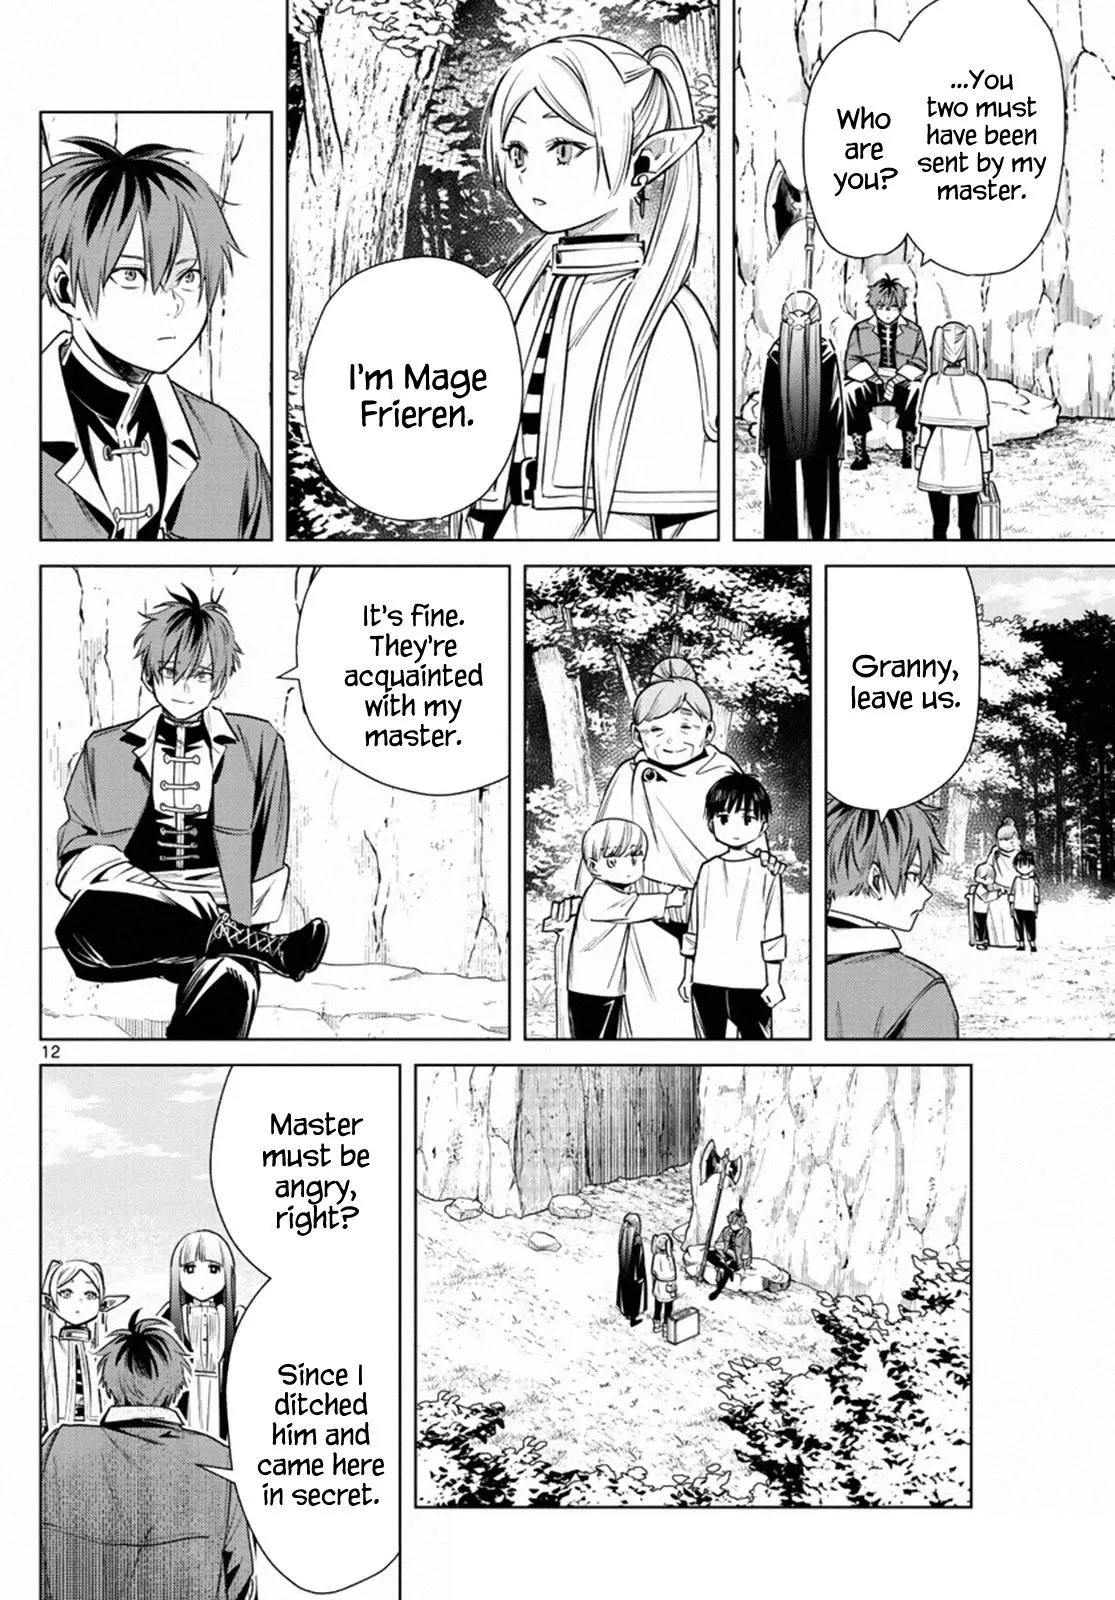 ...You
two must
have been
sent by my
master.
Who
are
you?
I'm Mage
Frieren.
Granny,
leave us.
It's fine.
They're
acquainted
with my
master.
12
Master
must be
angry,
right?
Since I
ditched
him and
came here
in secret.